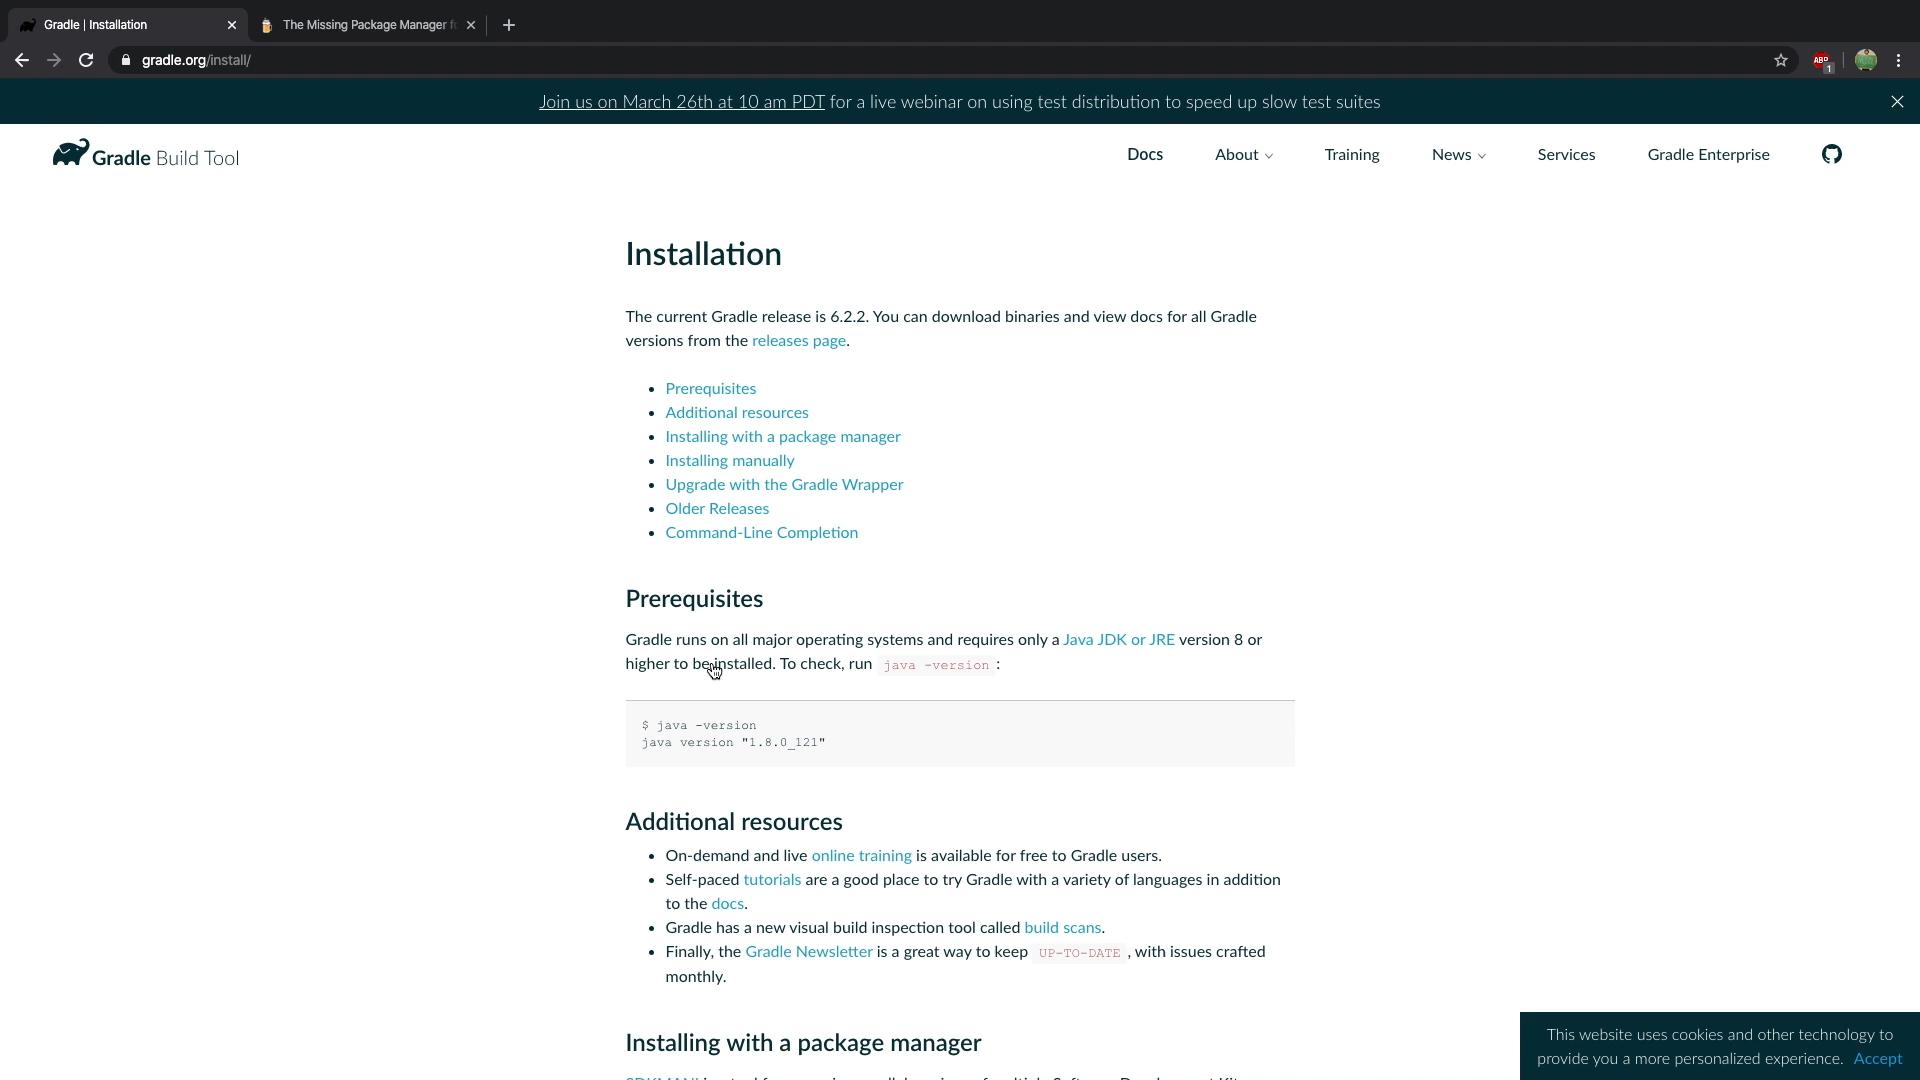 Gradle | Installation
The Missing Package Manager
gradle.org/install/
ABP
1
Join us on March 26th at 10 am PDT for a live webinar on using test distribution to speed up slow test suites
Gradle Build Tool
Docs
About
Training
News
Services
Gradle Enterprise
Installation
The current Gradle release is 6.2.2. You can download binaries and view docs for all Gradle
versions from the releases page.
Prerequisites
Additional resources
Installing with a package manager
Installing manually
Upgrade with the Gradle Wrapper
Older Releases
Command-Line Completion
Prerequisites
Gradle runs on all major operating systems and requires only a Java JDK or JRE version 8 or
higher to be installed. To check, run java -version :
$ java -version
java version "1.8.0_121"
Additional resources
On-demand and live online training is available for free to Gradle users.
Self-paced tutorials are a good place to try Gradle with a variety of languages in addition
to the docs.
Gradle has a new visual build inspection tool called build scans.
Finally, the Gradle Newsletter is a great way to keep UP-TO-DATE , with issues crafted
monthly.
Installing with a package manager
This website uses cookies and other technology to
provide you a more personalized experience. Accept